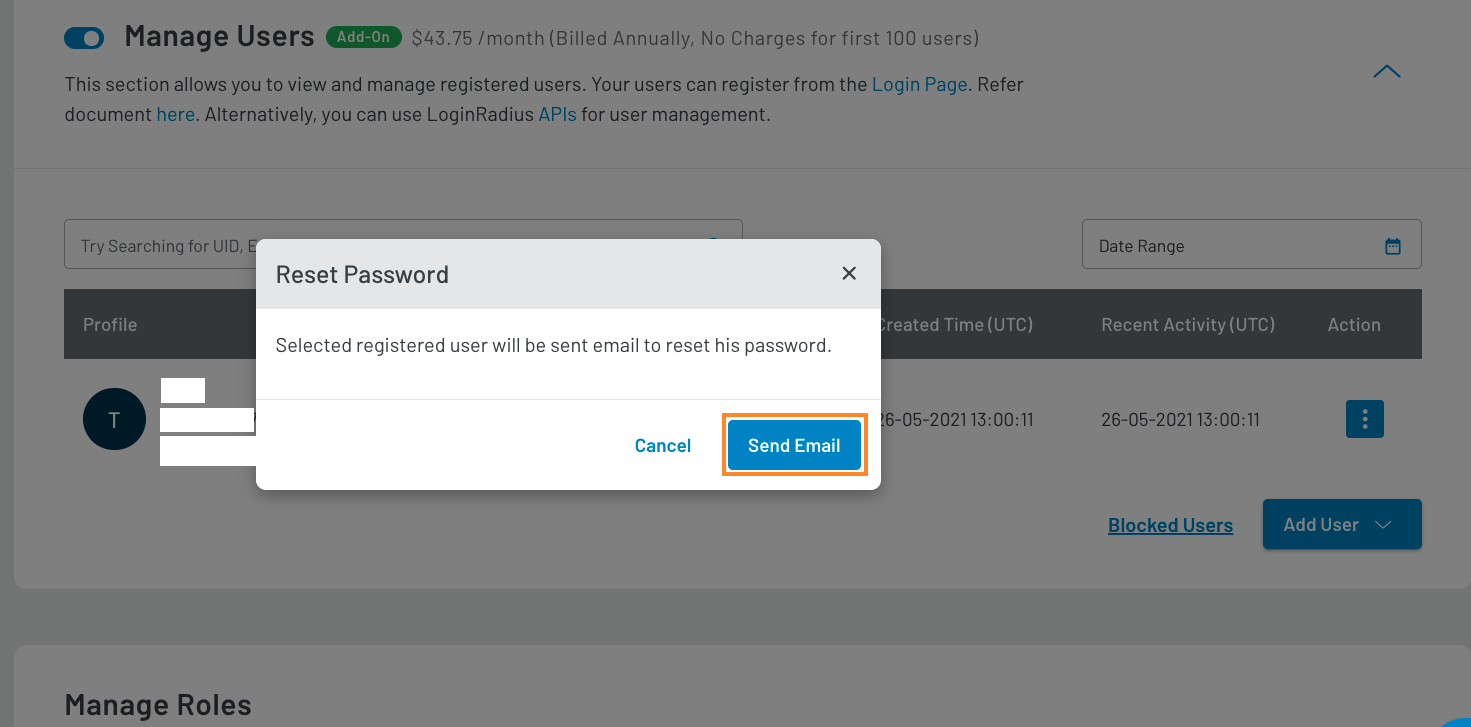 Manage Users Add-On $43.75 /month (Billed Annually, No Charges for first 100 users)
This section allows you to view and manage registered users. Your users can register from the Login Page. Refer
document here. Alternatively, you can use LoginRadius APIs for user management.
Try Searching for UID,
Date Range
Reset Password
Selected registered user will be sent email to reset his password.
Cancel
Send Email
Profile
Created Time (UTC)
Recent Activity (UTC)
Action
T
26-05-2021 13:00:11
26-05-2021 13:00:11
Blocked Users
Add User
Manage Roles